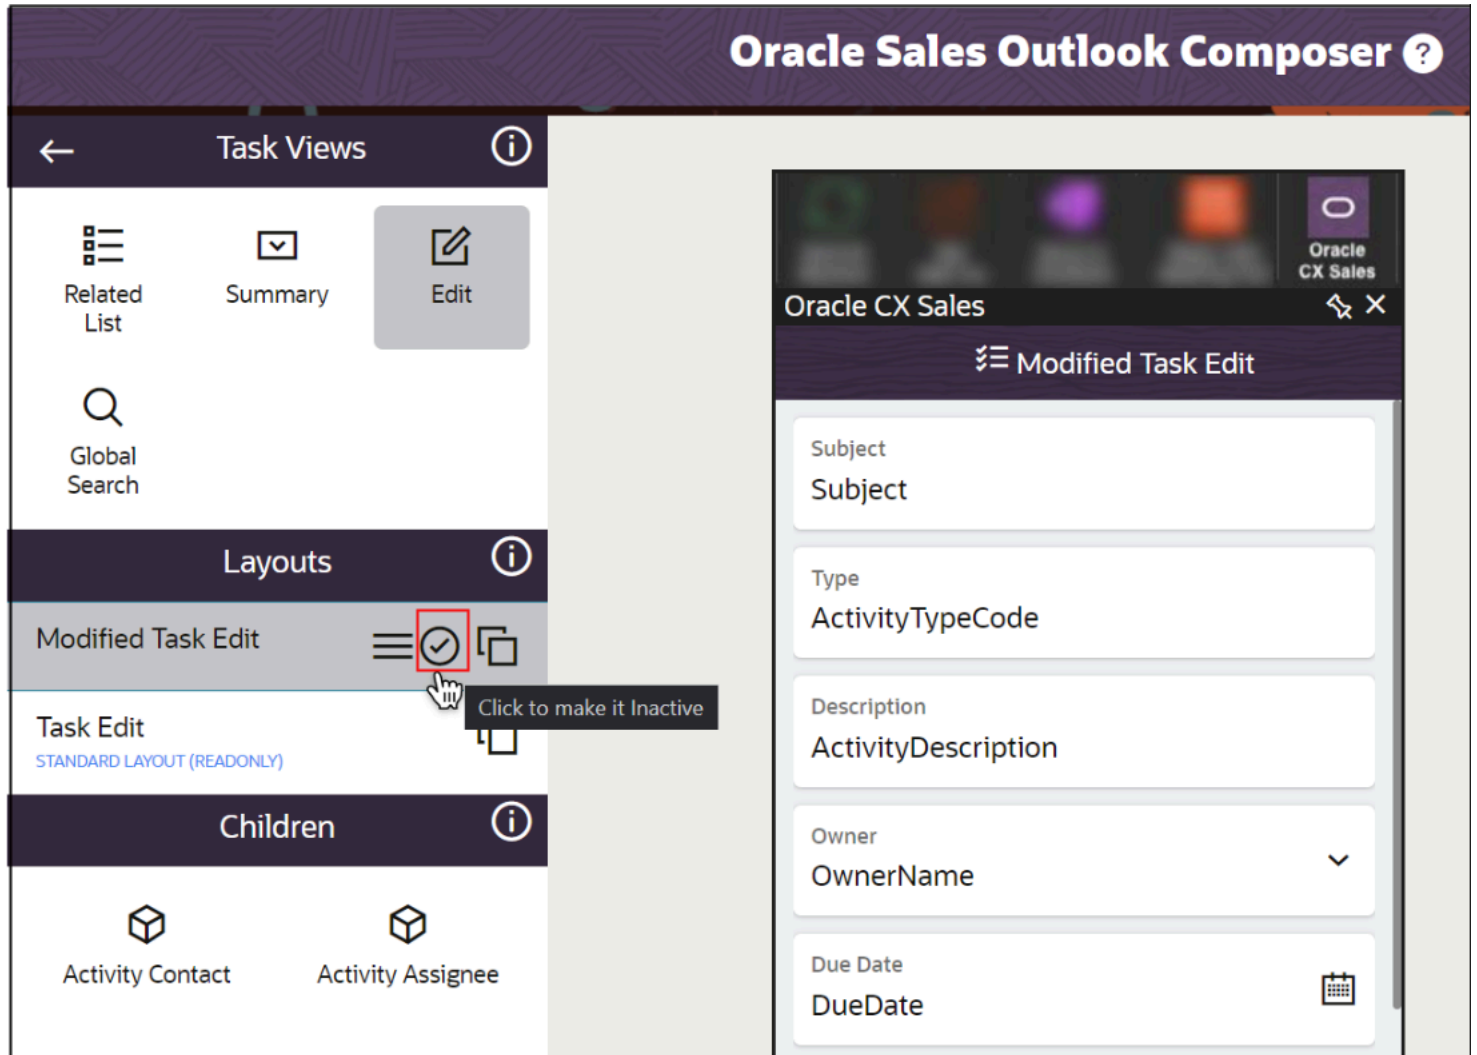 Oracle Sales Outlook Composer ?
Task Views
Related
List
Summary
Edit
Global
Search
Layouts
Modified Task Edit
Click to make it Inactive
Task Edit
STANDARD LAYOUT (READONLY)
Children
Activity Contact
Activity Assignee
Oracle
CX Sales
Oracle CX Sales
Modified Task Edit
Subject
Subject
Type
ActivityTypeCode
Description
ActivityDescription
Owner
OwnerName
Due Date
DueDate